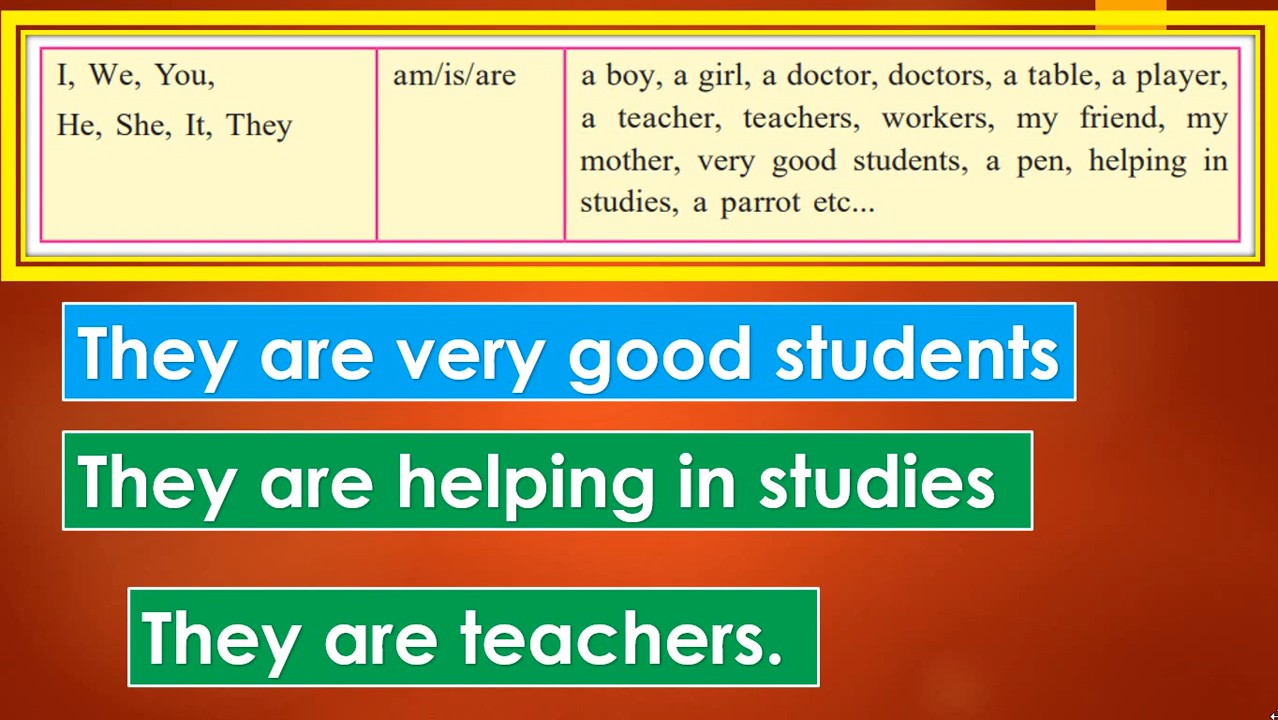 I, We, You,
He, She, It, They
am/is/are
a boy, a girl, a doctor, doctors, a table, a player,
a teacher, teachers, workers, my friend, my
mother, very good students, a pen, helping in
studies, a parrot etc...
They are very good students
They are helping in studies
They are teachers.